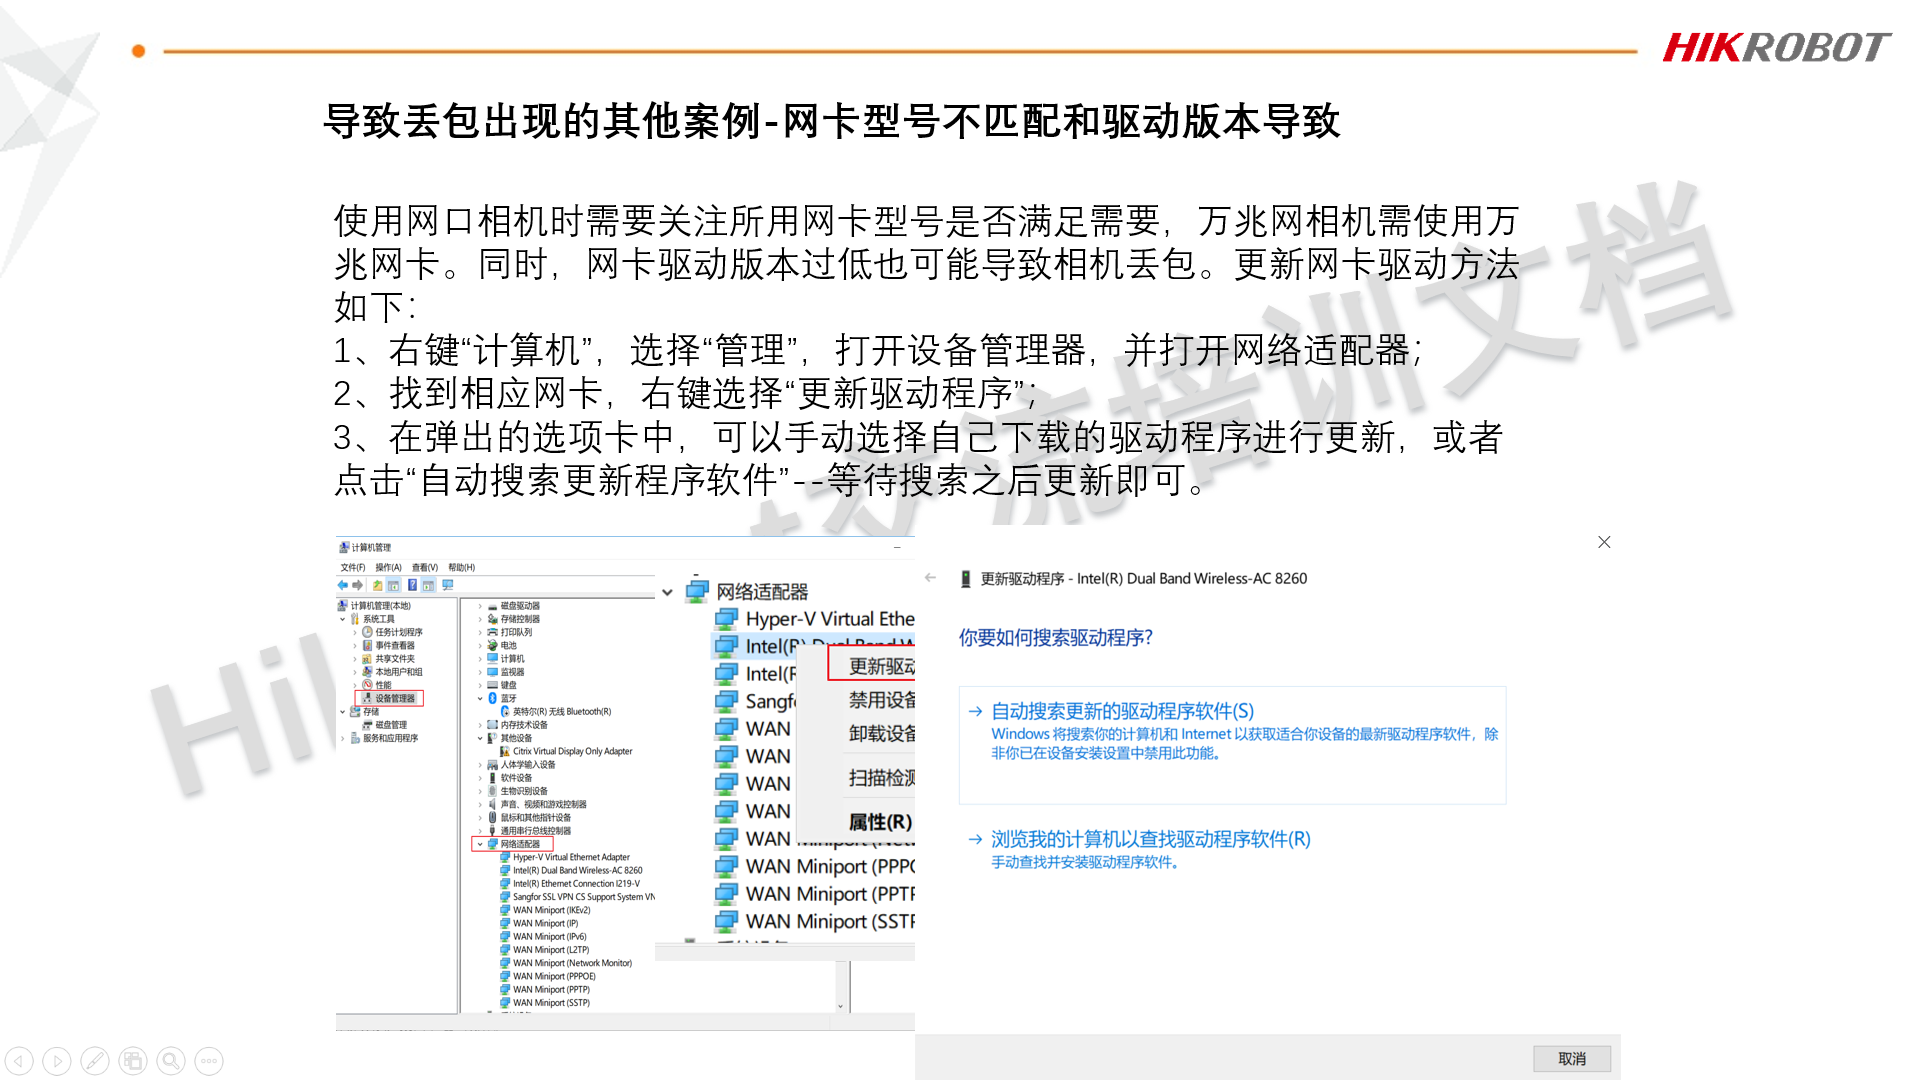 HIKROBOT
导致丢包出现的其他案例-网卡型号不匹配和驱动版本导致
使用网口相机时需要关注所用网卡型号是否满足需要，万兆网相机需使用万
兆网卡。同时，网卡驱动版本过低也可能导致相机丢包。更新网卡驱动方法
如下：
1、右键“计算机”，选择“管理”，打开设备管理器，并打开网络适配器；
2、找到相应网卡，右键选择“更新驱动程序”；
3、在弹出的选项卡中，可以手动选择自己下载的驱动程序进行更新，或者
点击“自动搜索更新程序软件”--等待搜索之后更新即可。
计算机管理
文件(F) 操作(A) 查看(V) 帮助(H)
计算机管理(本地)
系统工具
任务计划程序
事件查看器
共享文件夹
本地用户和组
性能
设备管理器
存储
磁盘管理
服务和应用程序
磁盘驱动器
存储控制器
打印队列
电池
计算机
监视器
键盘
蓝牙
英特尔(R) 无线 Bluetooth(R)
内存技术设备
其他设备
Citrix Virtual Display Only Adapter
人体学输入设备
软件设备
生物识别设备
声音、视频和游戏控制器
鼠标和其他指针设备
通用串行总线控制器
网络适配器
Hyper-V Virtual Ethernet Adapter
Intel(R) Dual Band Wireless-AC 8260
Intel(R) Ethernet Connection I219-V
Sangfor SSL VPN CS Support System VN
WAN Miniport (IKEv2)
WAN Miniport (IP)
WAN Miniport (IPv6)
WAN Miniport (L2TP)
WAN Miniport (Network Monitor)
WAN Miniport (PPPOE)
WAN Miniport (PPTP)
WAN Miniport (SSTP)
网络适配器
Hyper-V Virtual Ethe
Intel(R) Dual Band W
Intel(R
Sangf
WAN
WAN
WAN
WAN
WAN
WAN Miniport (PPPO
WAN Miniport (PPTP
WAN Miniport (SSTP
更新驱动
禁用设备
卸载设备
扫描检测
属性(R)
更新驱动程序 - Intel(R) Dual Band Wireless-AC 8260
你要如何搜索驱动程序?
自动搜索更新的驱动程序软件(S)
Windows 将搜索你的计算机和 Internet 以获取适合你设备的最新驱动程序软件，除
非你已在设备安装设置中禁用此功能。
浏览我的计算机以查找驱动程序软件(R)
手动查找并安装驱动程序软件。
取消
交流培训文档